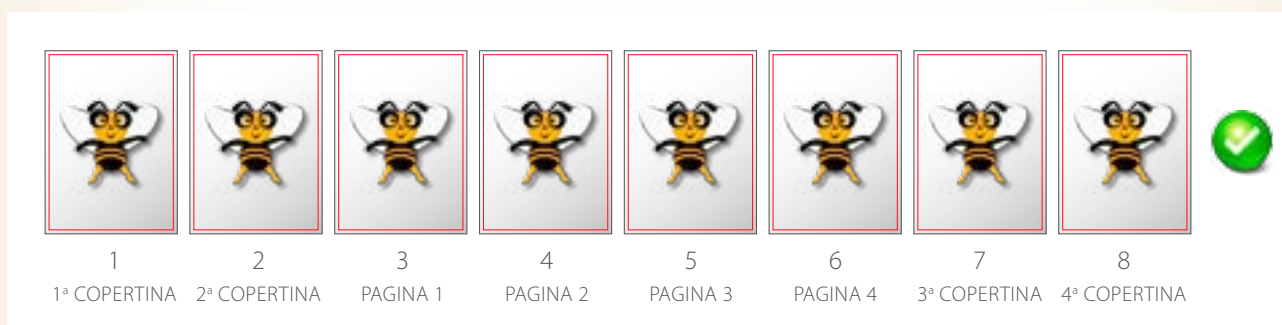 1 2 3 4 5 6 7 8
1ª COPERTINA 2ª COPERTINA PAGINA 1 PAGINA 2 PAGINA 3 PAGINA 4 3ª COPERTINA 4ª COPERTINA